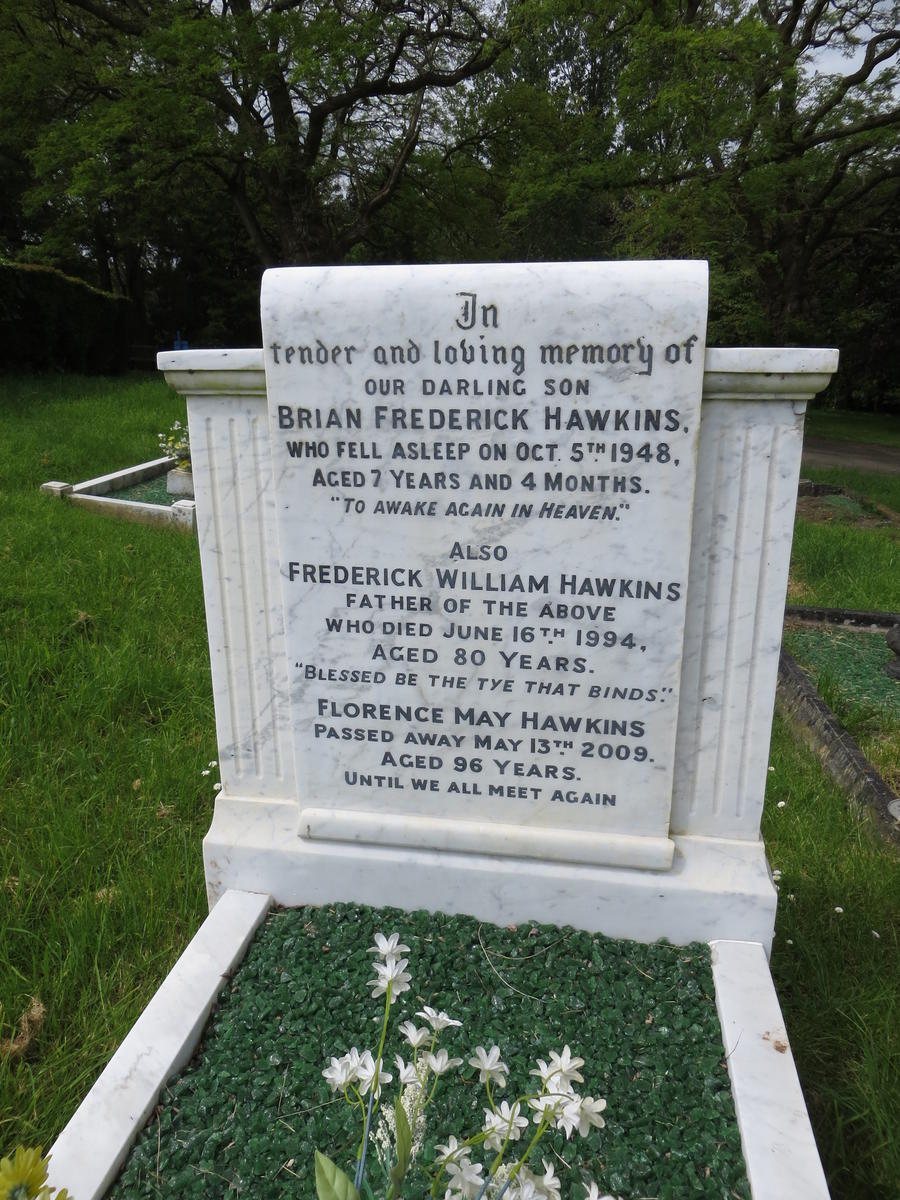 In
tender and loving memory of
OUR DARLING SON
BRIAN FREDERICK HAWKINS,
WHO FELL ASLEEP ON OCT. 5TH 1948,
AGED 7 YEARS AND 4 MONTHS.
"TO AWAKE AGAIN IN HEAVEN."
ALSO
FREDERICK WILLIAM HAWKINS
FATHER OF THE ABOVE
WHO DIED JUNE 16TH 1994,
AGED 80 YEARS.
"BLESSED BE THE TYE THAT BINDS."
FLORENCE MAY HAWKINS
PASSED AWAY MAY 13TH 2009.
AGED 96 YEARS.
UNTIL WE ALL MEET AGAIN